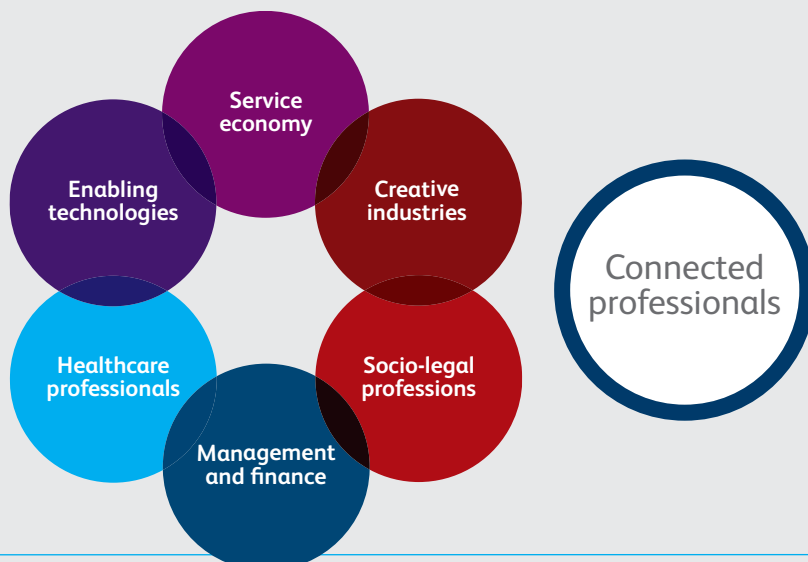 Service
economy
Enabling
technologies
Creative
industries
Connected
professionals
Healthcare
professionals
Socio-legal
professions
Management
and finance